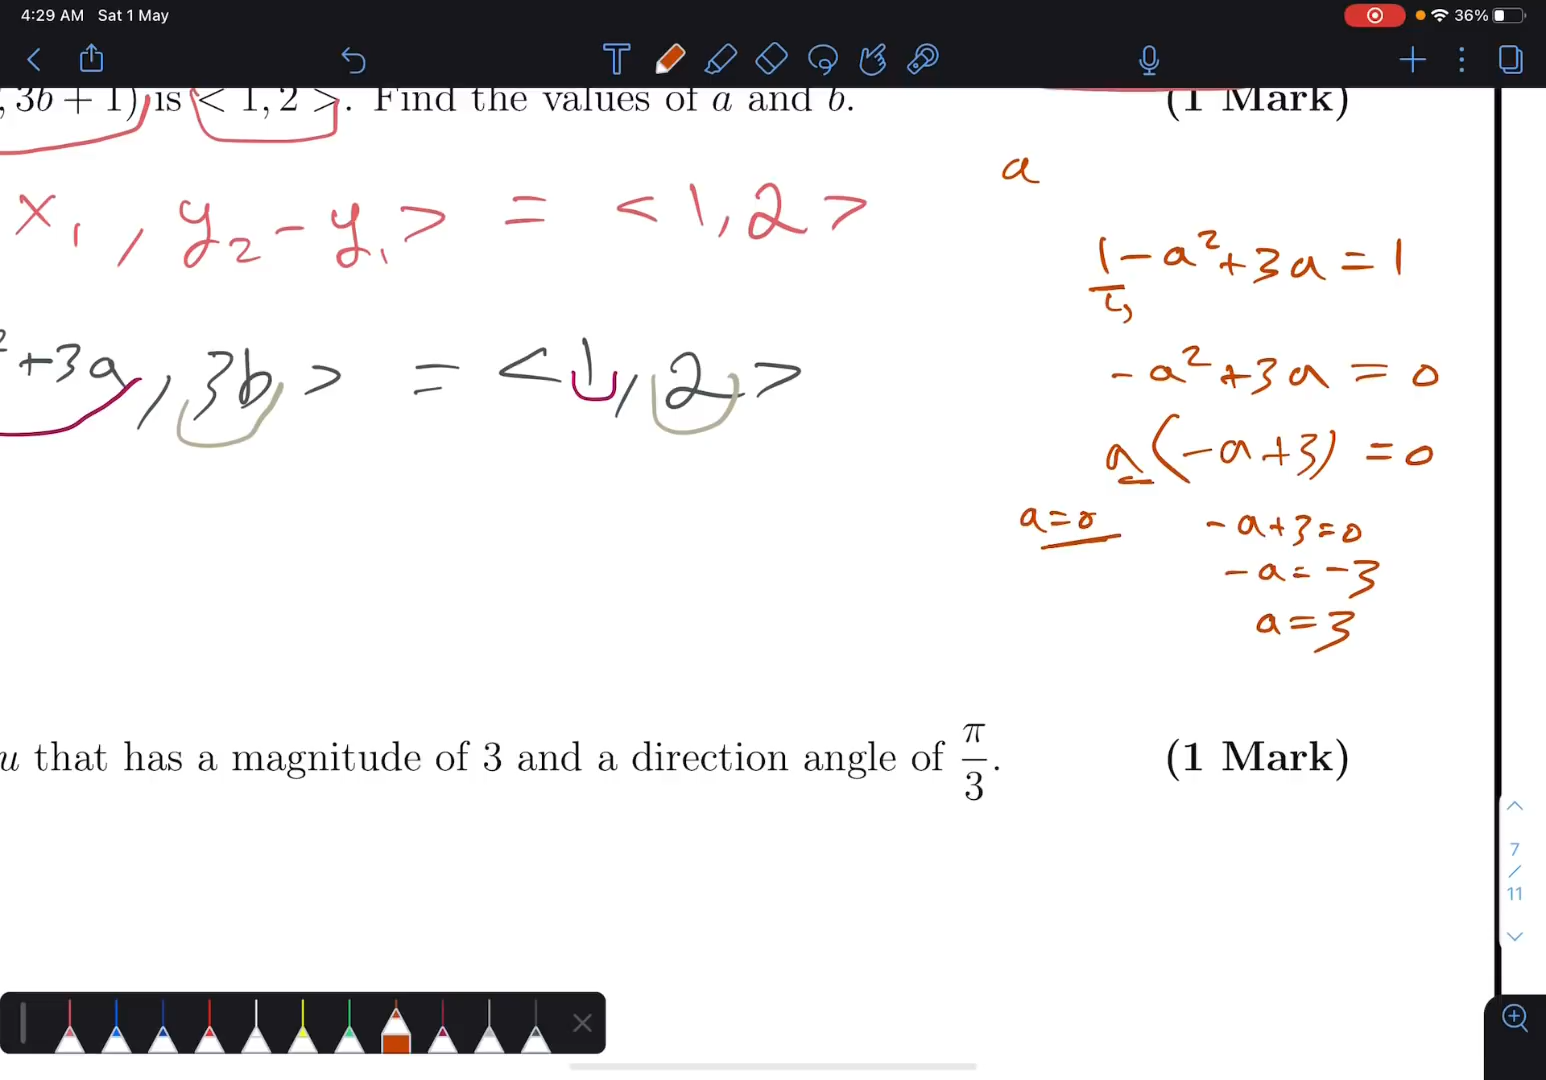 4:29 AM Sat 1 May
36%
, 3b + 1) is < 1, 2 >. Find the values of a and b. (1 Mark)
a
x₁, y₂ - y₁ > = < 1, 2 >
1 - a² + 3a = 1
² + 3a, 3b > = < 1, 2 >
- a² + 3a = 0
a(-a + 3) = 0
a = 0
- a + 3 = 0
- a = -3
a = 3
u that has a magnitude of 3 and a direction angle of π/3. (1 Mark)
7
/
11